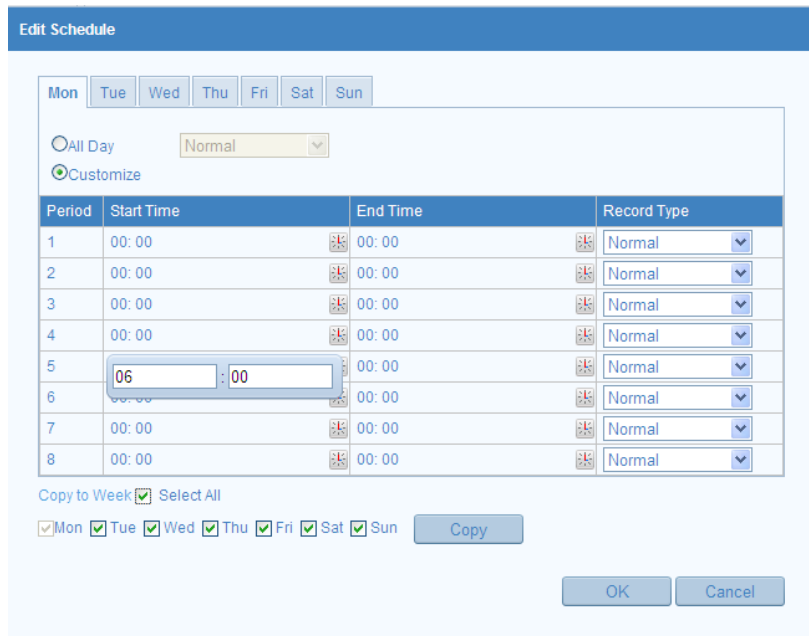 Edit Schedule
Mon Tue Wed Thu Fri Sat Sun
All Day Normal
Customize
Period Start Time End Time Record Type
1 00: 00 00: 00 Normal
2 00: 00 00: 00 Normal
3 00: 00 00: 00 Normal
4 00: 00 00: 00 Normal
5 00: 00 Normal
06 : 00
6 00: 00 Normal
7 00: 00 00: 00 Normal
8 00: 00 00: 00 Normal
Copy to Week Select All
Mon Tue Wed Thu Fri Sat Sun Copy
OK Cancel